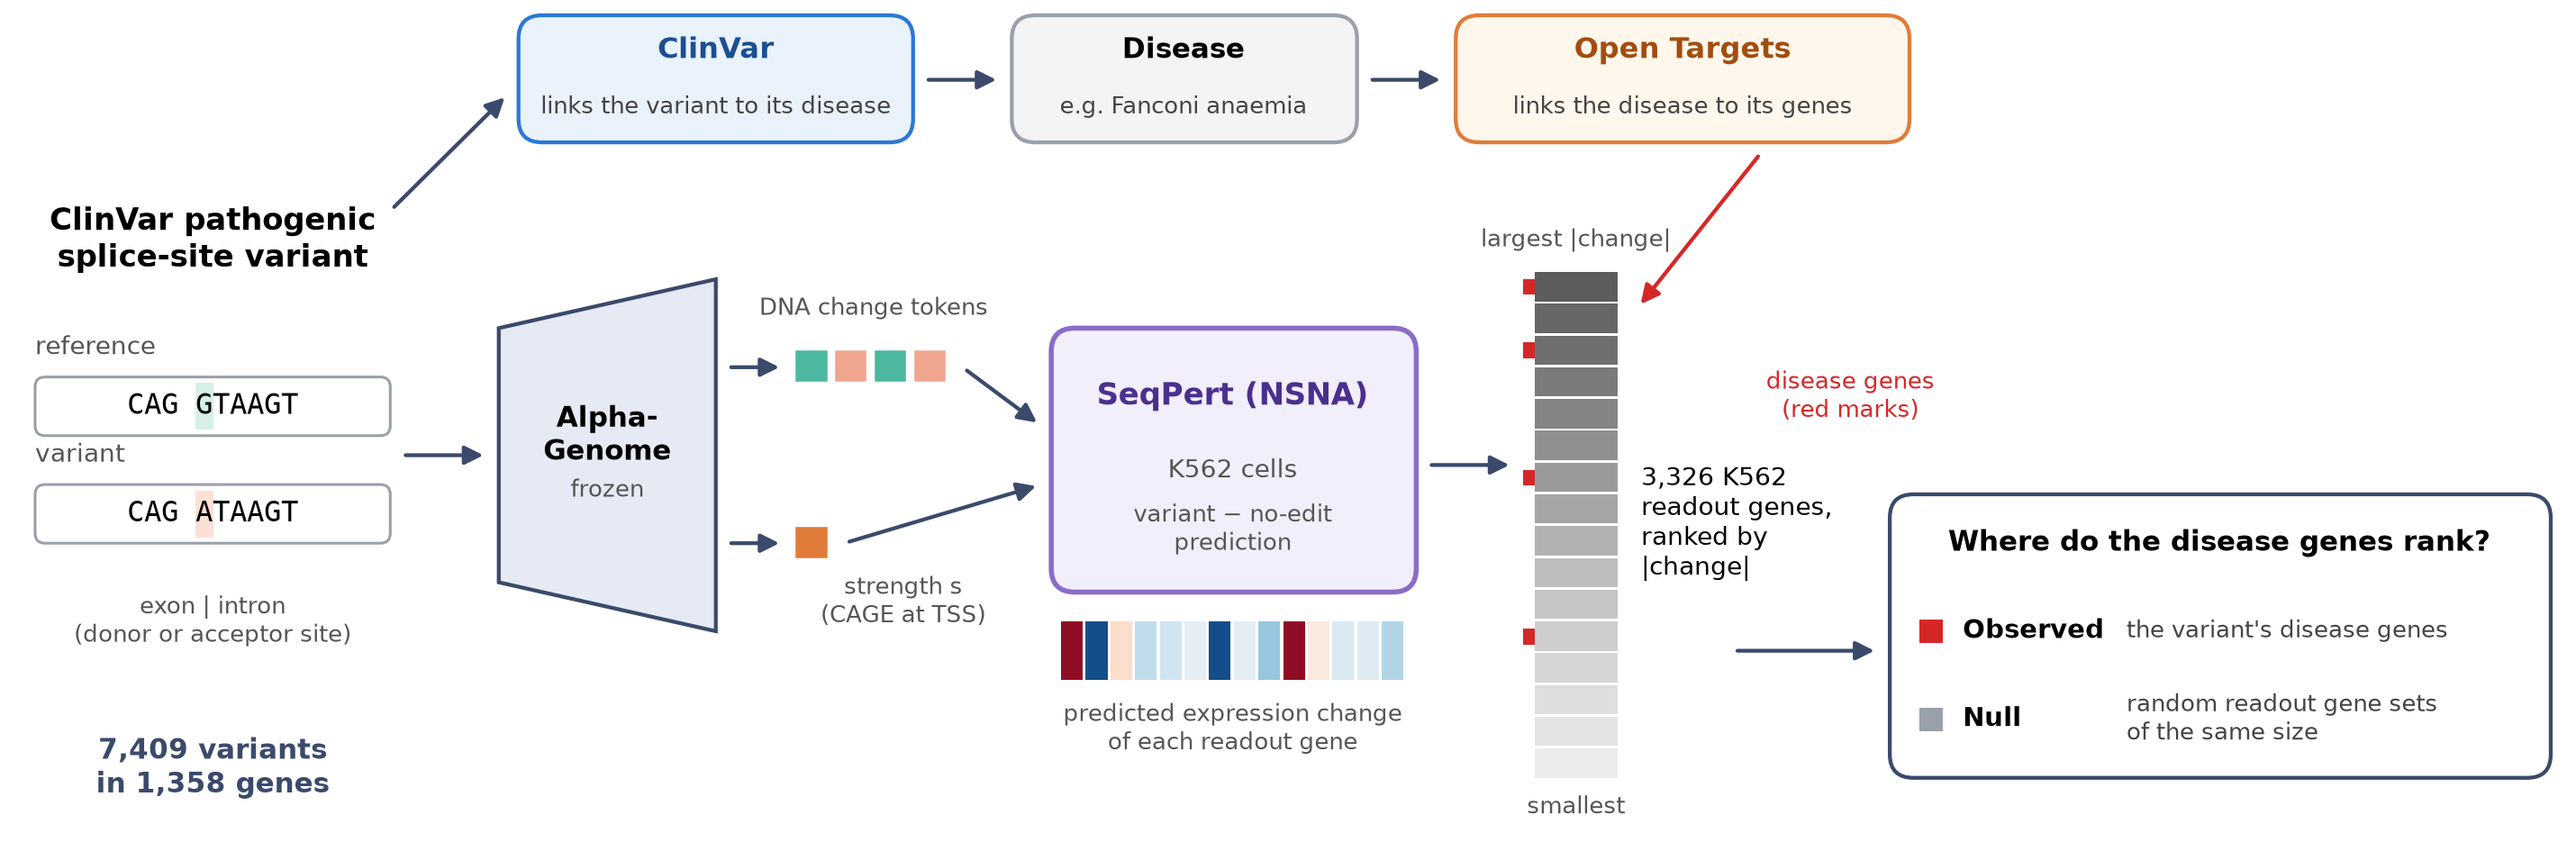 ClinVar
links the variant to its disease
Disease
e.g. Fanconi anaemia
Open Targets
links the disease to its genes
ClinVar pathogenic
splice-site variant
reference
CAG GTAAGT
variant
CAG ATAAGT
exon | intron
(donor or acceptor site)
7,409 variants
in 1,358 genes
Alpha-
Genome
frozen
DNA change tokens
strength s
(CAGE at TSS)
SeqPert (NSNA)
K562 cells
variant − no-edit
prediction
predicted expression change
of each readout gene
largest |change|
smallest
disease genes
(red marks)
3,326 K562
readout genes,
ranked by
|change|
Where do the disease genes rank?
Observed the variant's disease genes
Null random readout gene sets
of the same size